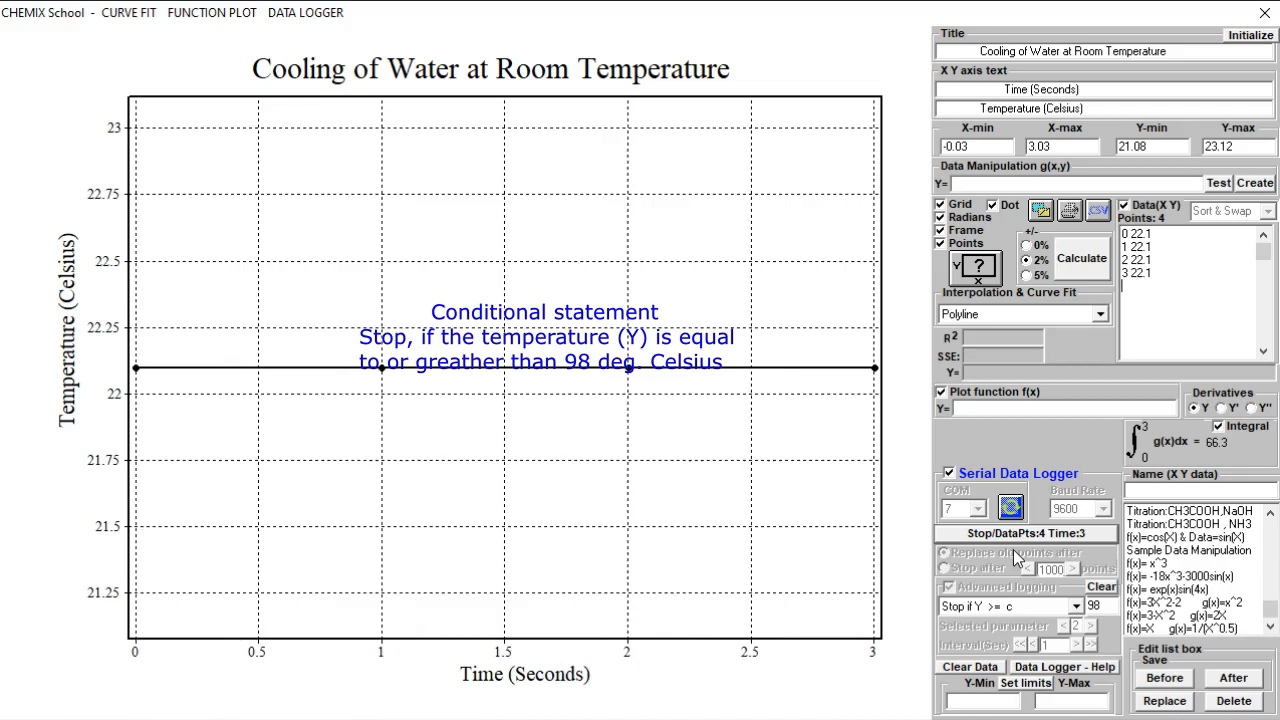 CHEMIX School - CURVE FIT FUNCTION PLOT DATA LOGGER
Cooling of Water at Room Temperature
23
22.75
22.5
22.25
22
21.75
21.5
21.25
0 0.5 1 1.5 2 2.5 3
Temperature (Celsius)
Time (Seconds)
Conditional statement
Stop, if the temperature (Y) is equal
to or greather than 98 deg. Celsius
Title
Initialize
Cooling of Water at Room Temperature
X Y axis text
Time (Seconds)
Temperature (Celsius)
X-min X-max Y-min Y-max
-0.03 3.03 21.08 23.12
Data Manipulation g(x,y)
Y= Test Create
Grid Dot
Radians
Frame
Points
CSV
Y ? X
+/-
0%
2%
5%
Calculate
Data(X Y)
Points: 4
Sort & Swap
0 22.1
1 22.1
2 22.1
3 22.1
Interpolation & Curve Fit
Polyline
R2
SSE:
Y=
Plot function f(x)
Y=
Derivatives
Y Y' Y''
Integral
3
∫ g(x)dx = 66.3
0
Serial Data Logger
COM Baud Rate
7 9600
Stop/DataPts:4 Time:3
Replace old points after
Stop after < 1000 > points
Advanced logging Clear
Stop if Y >= c 98
Selected parameter < 2 >
Interval(Sec) << < 1 > >>
Clear Data Data Logger - Help
Y-Min Set limits Y-Max
Name (X Y data)
Titration:CH3COOH,NaOH
Titration:CH3COOH , NH3
f(x)=cos(X) & Data=sin(X)
Sample Data Manipulation
f(x)= x^3
f(x)= -18x^3-3000sin(x)
f(x)= exp(x)sin(4x)
f(x)=3X^2-2 g(x)=x^2
f(x)=3-X^2 g(x)=2X
f(x)=X g(x)=1/(X^0.5)
Edit list box
Save
Before After
Replace Delete